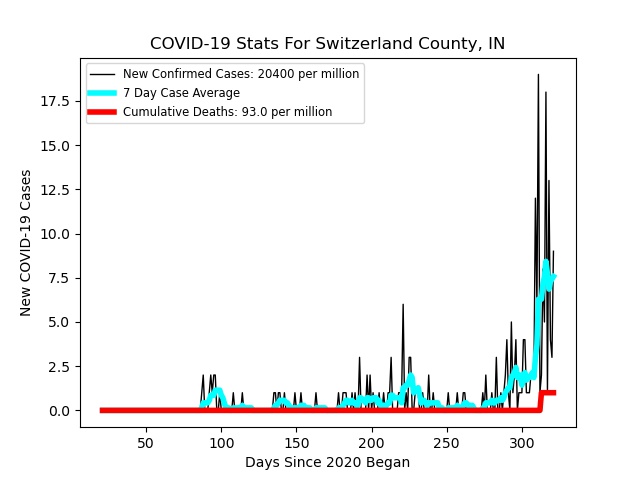 COVID-19 Stats For Switzerland County, IN
New Confirmed Cases: 20400 per million
7 Day Case Average
Cumulative Deaths: 93.0 per million
New COVID-19 Cases
17.5
15.0
12.5
10.0
7.5
5.0
2.5
0.0
50 100 150 200 250 300
Days Since 2020 Began